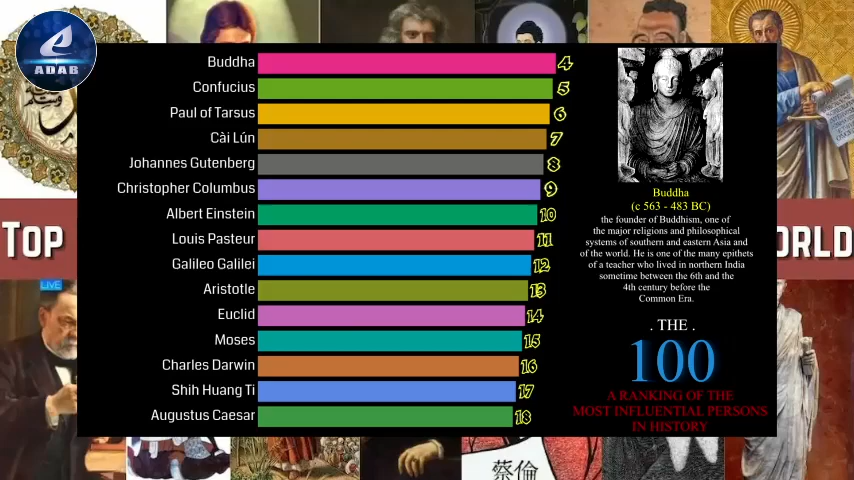 ADAB
Buddha 4
Confucius 5
Paul of Tarsus 6
Cài Lún 7
Johannes Gutenberg 8
Christopher Columbus 9
Albert Einstein 10
Louis Pasteur 11
Galileo Galilei 12
Aristotle 13
Euclid 14
Moses 15
Charles Darwin 16
Shih Huang Ti 17
Augustus Caesar 18
Buddha
(c 563 - 483 BC)
the founder of Buddhism, one of
the major religions and philosophical
systems of southern and eastern Asia and
of the world. He is one of the many epithets
of a teacher who lived in northern India
sometime between the 6th and the
4th century before the
Common Era.
. THE .
100
A RANKING OF THE
MOST INFLUENTIAL PERSONS
IN HISTORY
TOP
ORLD
LIVE
蔡倫